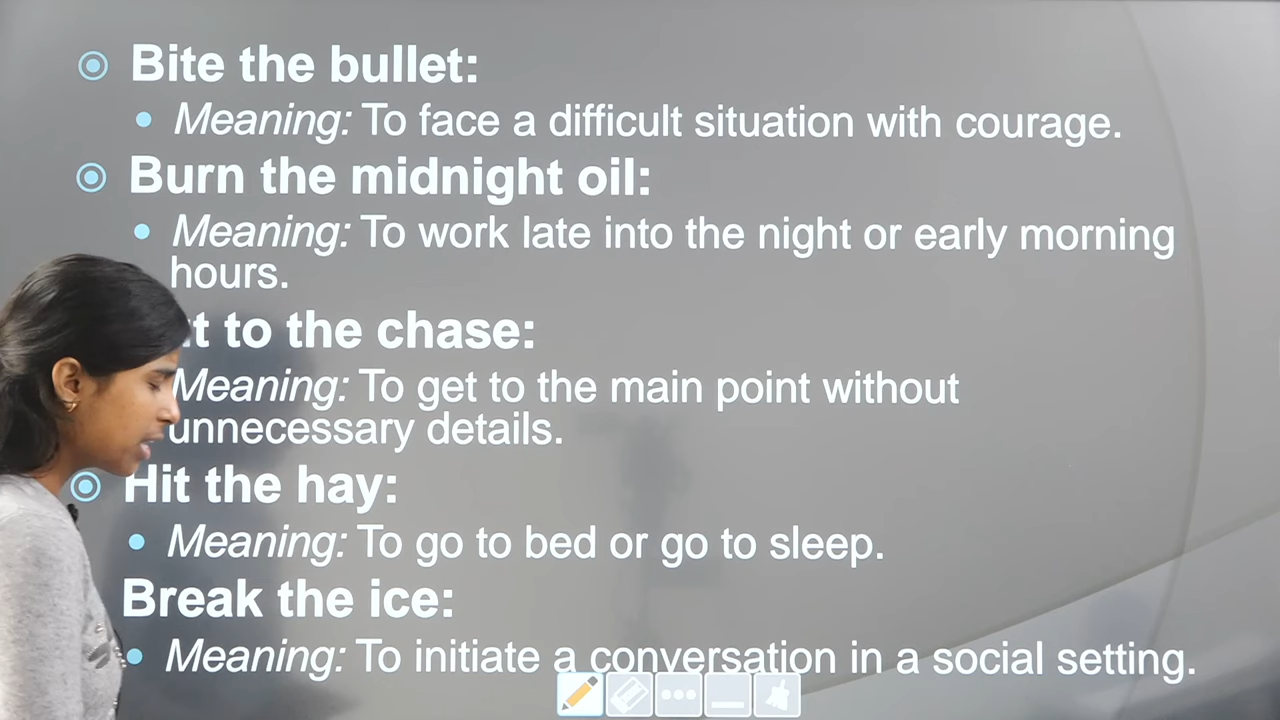 Bite the bullet:
Meaning: To face a difficult situation with courage.
Burn the midnight oil:
Meaning: To work late into the night or early morning
hours.
to the chase:
Meaning: To get to the main point without
unnecessary details.
Hit the hay:
Meaning: To go to bed or go to sleep.
Break the ice:
Meaning: To initiate a conversation in a social setting.